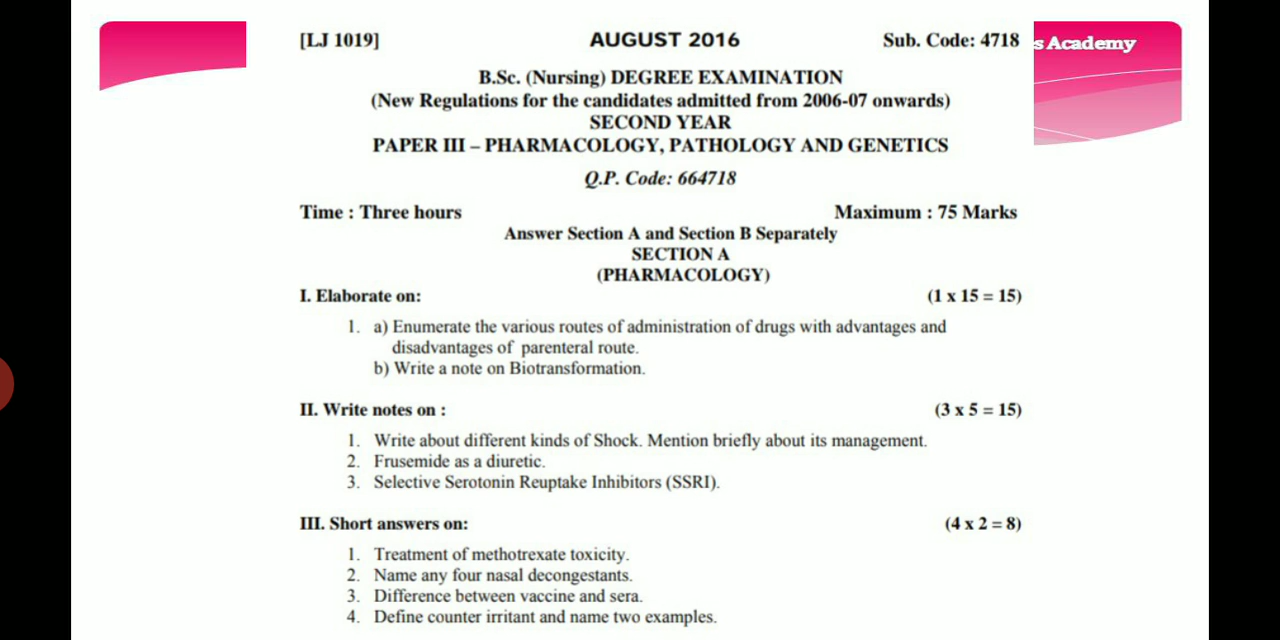 [LJ 1019] AUGUST 2016 Sub. Code: 4718
s Academy
B.Sc. (Nursing) DEGREE EXAMINATION
(New Regulations for the candidates admitted from 2006-07 onwards)
SECOND YEAR
PAPER III – PHARMACOLOGY, PATHOLOGY AND GENETICS
Q.P. Code: 664718
Time : Three hours Maximum : 75 Marks
Answer Section A and Section B Separately
SECTION A
(PHARMACOLOGY)
I. Elaborate on: (1 x 15 = 15)
1. a) Enumerate the various routes of administration of drugs with advantages and
disadvantages of parenteral route.
b) Write a note on Biotransformation.
II. Write notes on : (3 x 5 = 15)
1. Write about different kinds of Shock. Mention briefly about its management.
2. Frusemide as a diuretic.
3. Selective Serotonin Reuptake Inhibitors (SSRI).
III. Short answers on: (4 x 2 = 8)
1. Treatment of methotrexate toxicity.
2. Name any four nasal decongestants.
3. Difference between vaccine and sera.
4. Define counter irritant and name two examples.